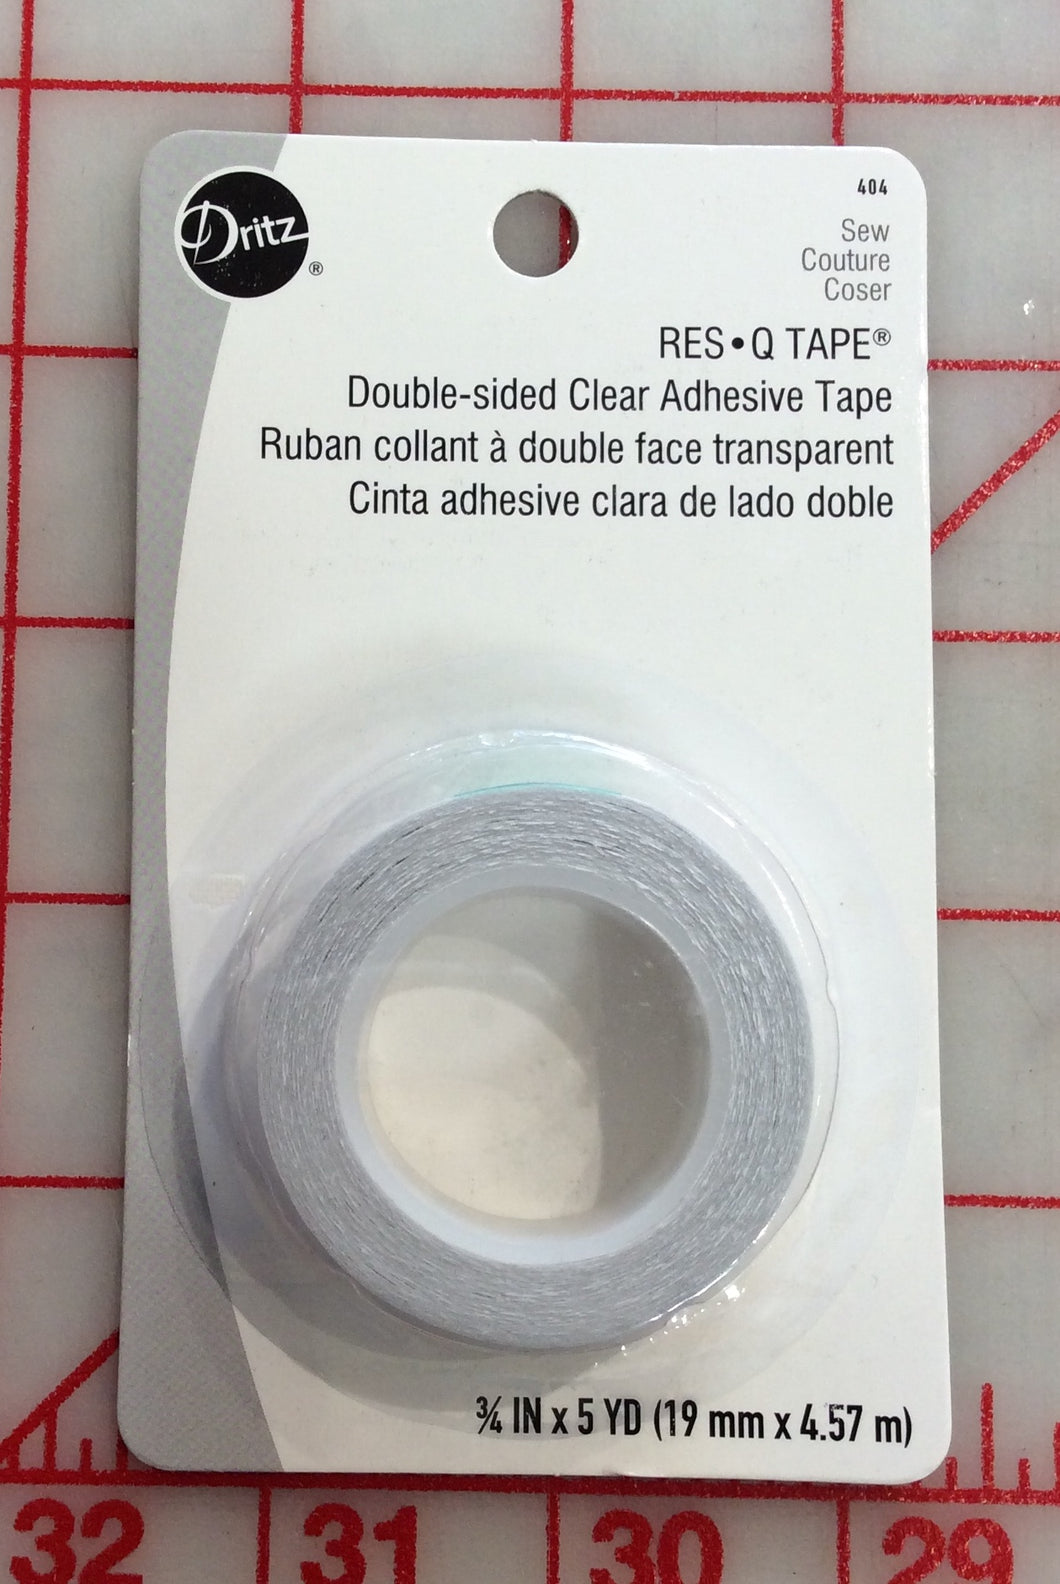 Dritz®
404
Sew
Couture
Coser
RES•Q TAPE®
Double-sided Clear Adhesive Tape
Ruban collant à double face transparent
Cinta adhesive clara de lado doble
¾ IN x 5 YD (19 mm x 4.57 m)
32 31 30 29